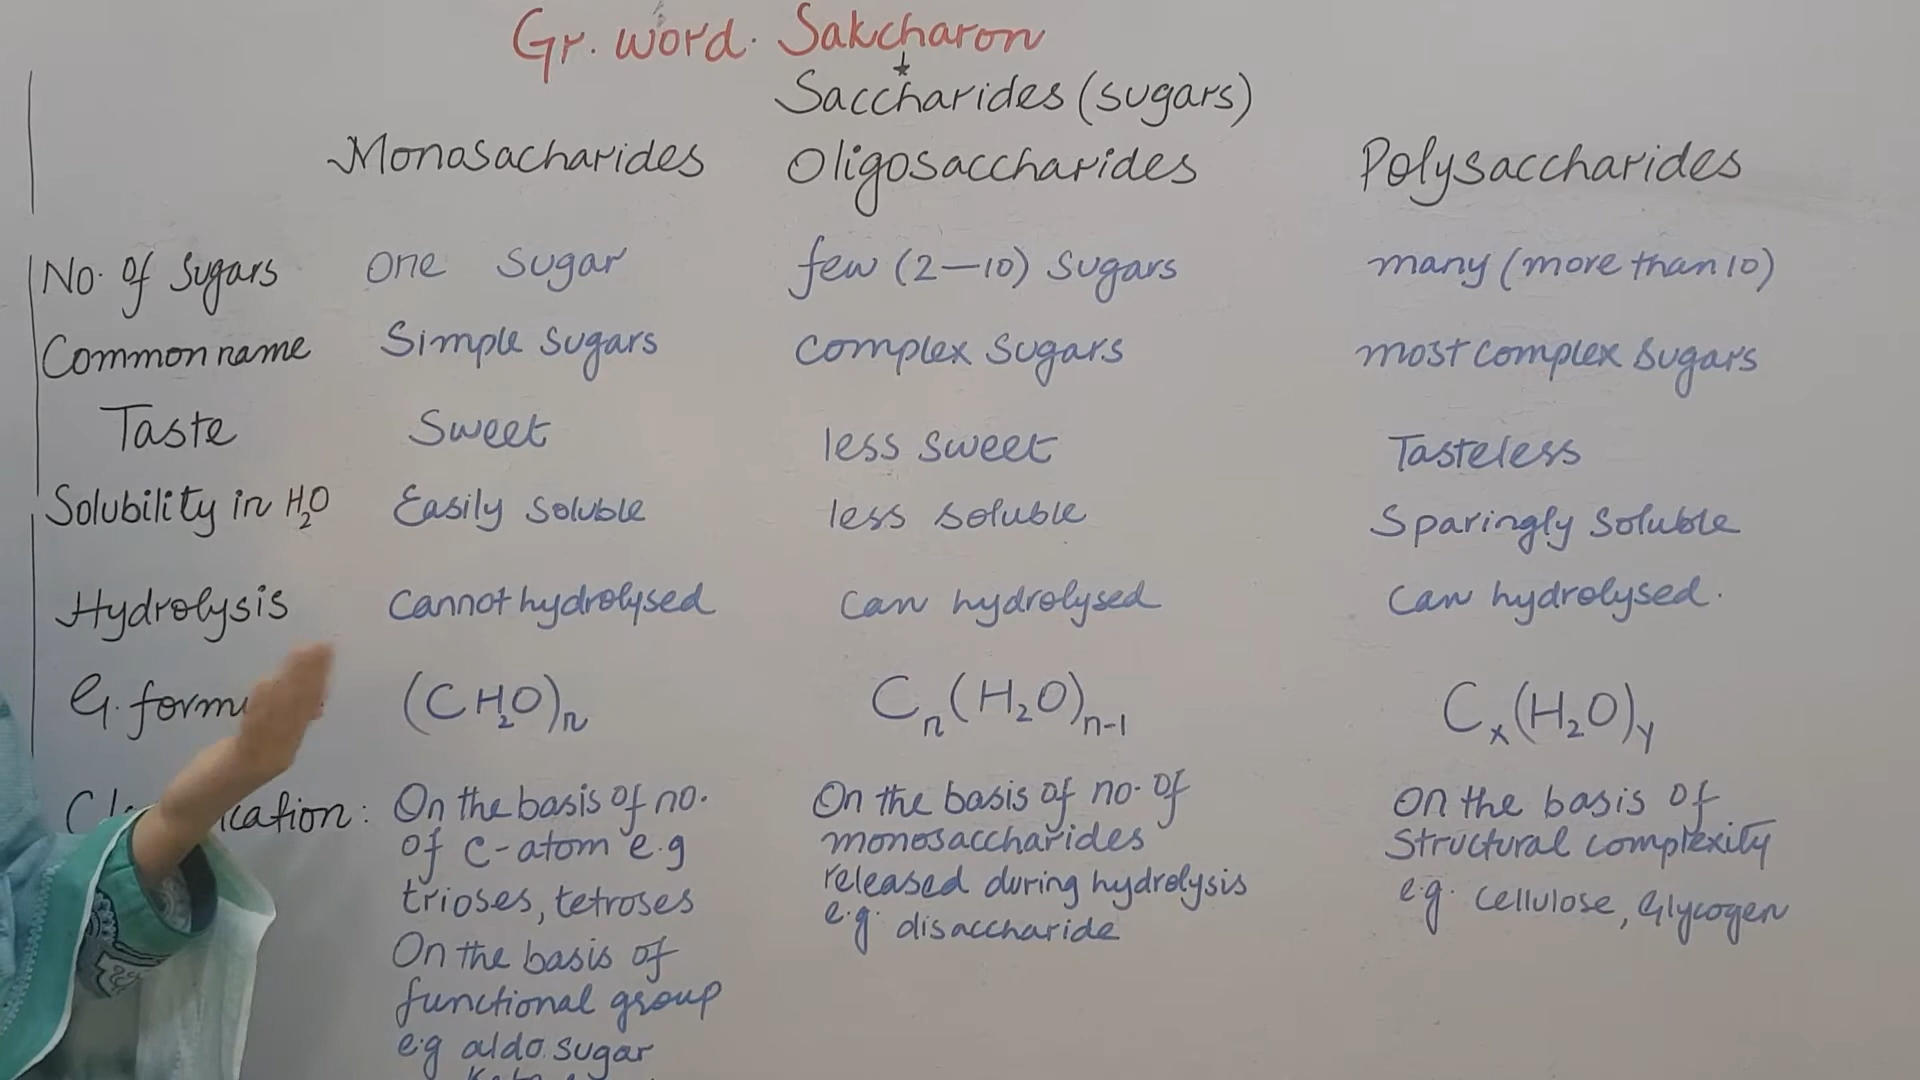 Gr. word. Sakcharon
Saccharides (sugars)
Monosacharides Oligosaccharides Polysaccharides
No. of Sugars one sugar few (2–10) sugars many (more than 10)
Common name Simple sugars complex sugars most complex sugars
Taste Sweet less sweet Tasteless
Solubility in H₂O Easily soluble less soluble Sparingly soluble
Hydrolysis cannot hydrolysed can hydrolysed can hydrolysed.
G. (CH₂O)n Cn(H₂O)n-1 Cx(H₂O)y
On the basis of no. On the basis of no. of On the basis of
of C-atom e.g monosaccharides Structural complexity
trioses, tetroses released during hydrolysis e.g. cellulose, Glycogen
e.g. disaccharide
On the basis of
functional group
e.g aldo sugar